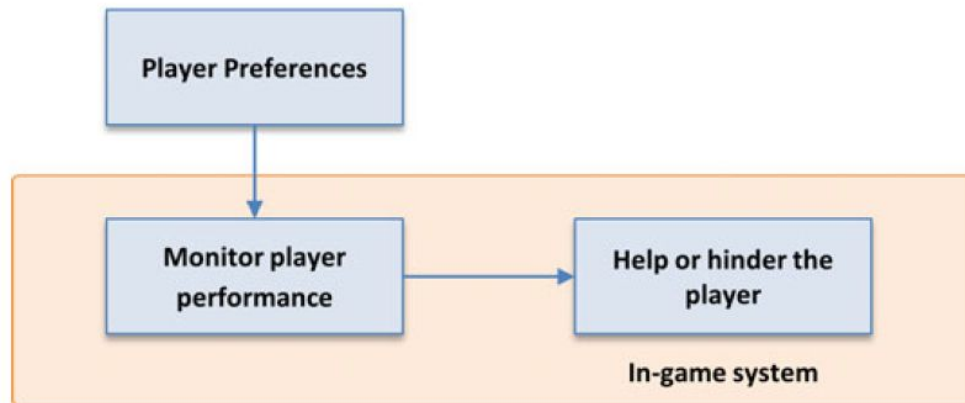 Player Preferences
Monitor player
performance
Help or hinder the
player
In-game system